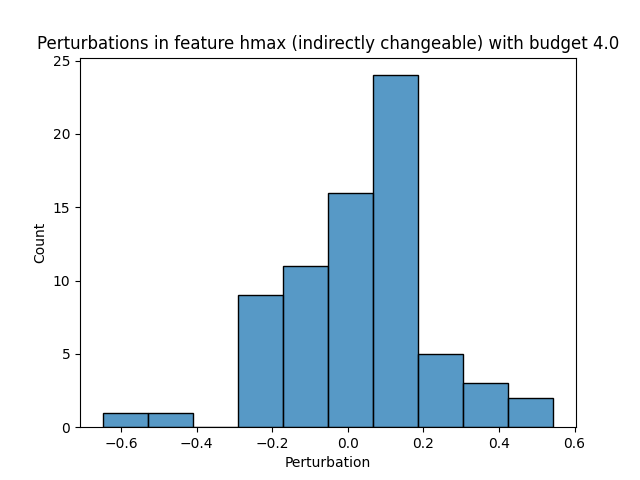 Perturbations in feature hmax (indirectly changeable) with budget 4.0
25
20
15
10
5
0
Count
−0.6 −0.4 −0.2 0.0 0.2 0.4 0.6
Perturbation